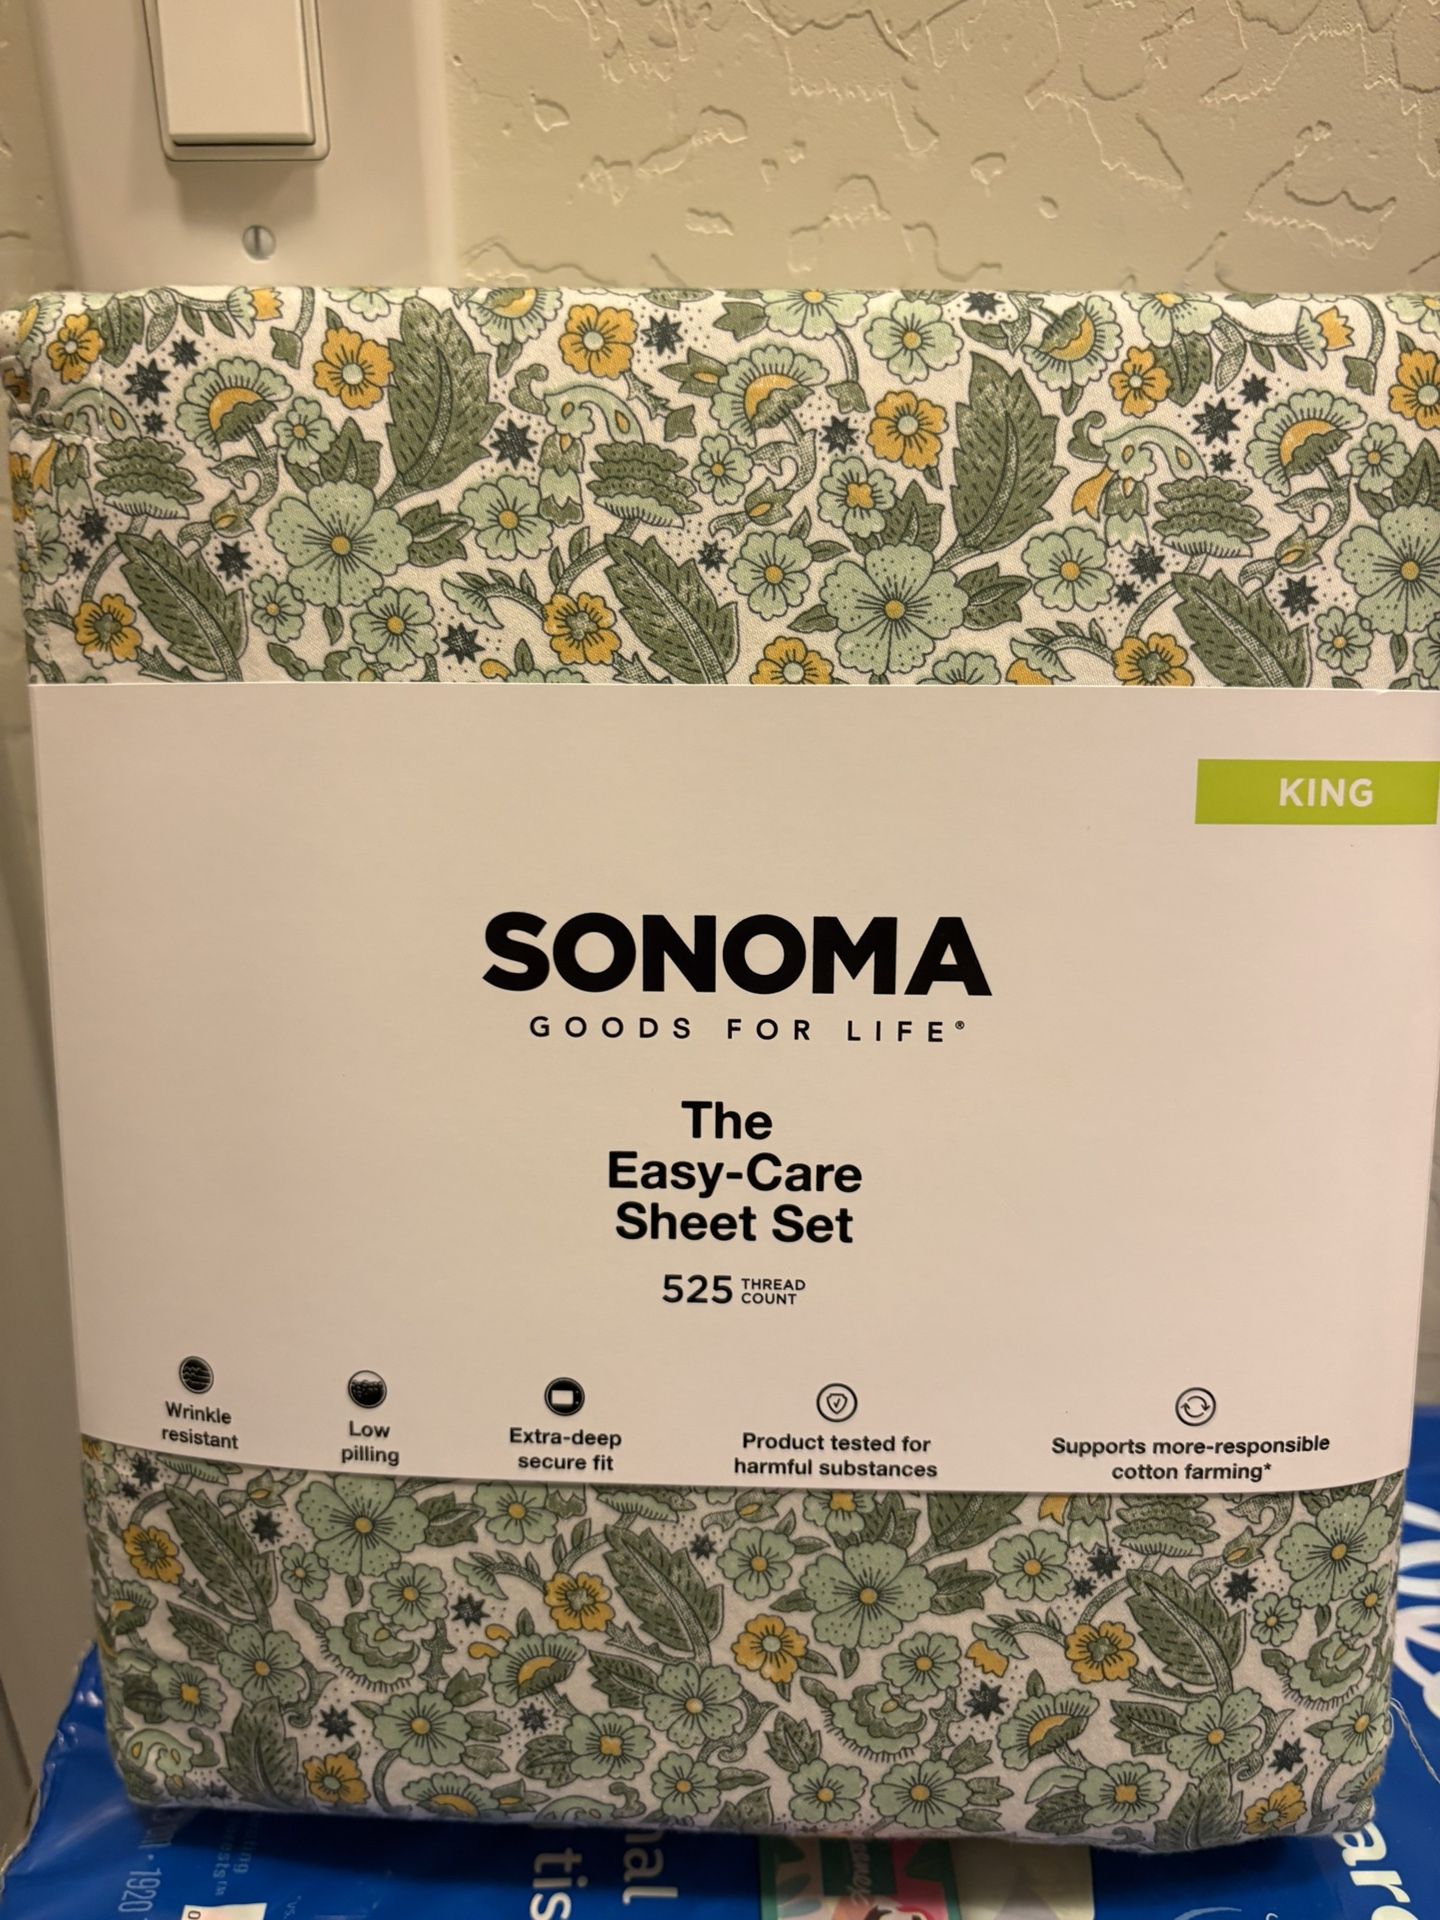 KING
SONOMA
GOODS FOR LIFE®
The
Easy-Care
Sheet Set
525 THREAD
COUNT
Wrinkle
resistant
Low
pilling
Extra-deep
secure fit
Product tested for
harmful substances
Supports more-responsible
cotton farming*
1920